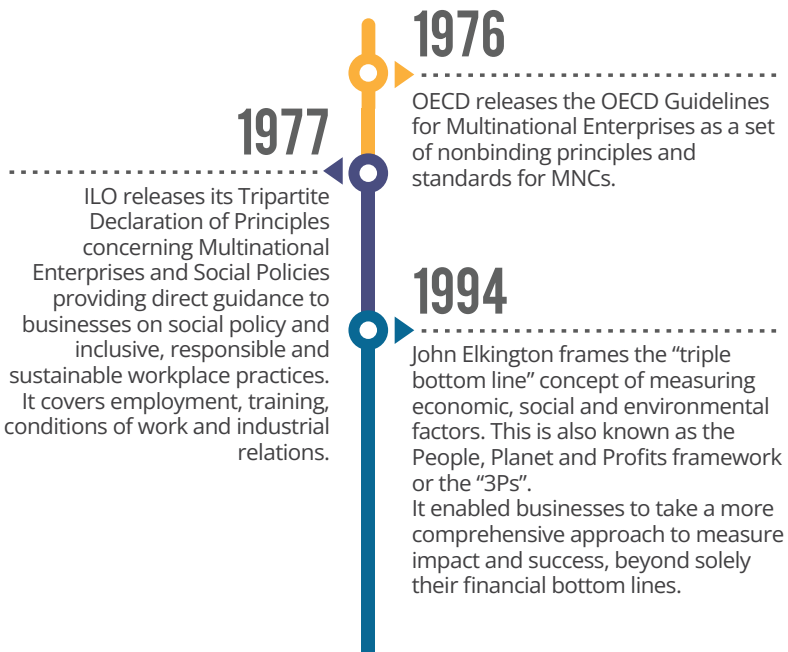 1976
OECD releases the OECD Guidelines
for Multinational Enterprises as a set
of nonbinding principles and
standards for MNCs.
1977
ILO releases its Tripartite
Declaration of Principles
concerning Multinational
Enterprises and Social Policies
providing direct guidance to
businesses on social policy and
inclusive, responsible and
sustainable workplace practices.
It covers employment, training,
conditions of work and industrial
relations.
1994
John Elkington frames the “triple
bottom line” concept of measuring
economic, social and environmental
factors. This is also known as the
People, Planet and Profits framework
or the “3Ps”.
It enabled businesses to take a more
comprehensive approach to measure
impact and success, beyond solely
their financial bottom lines.